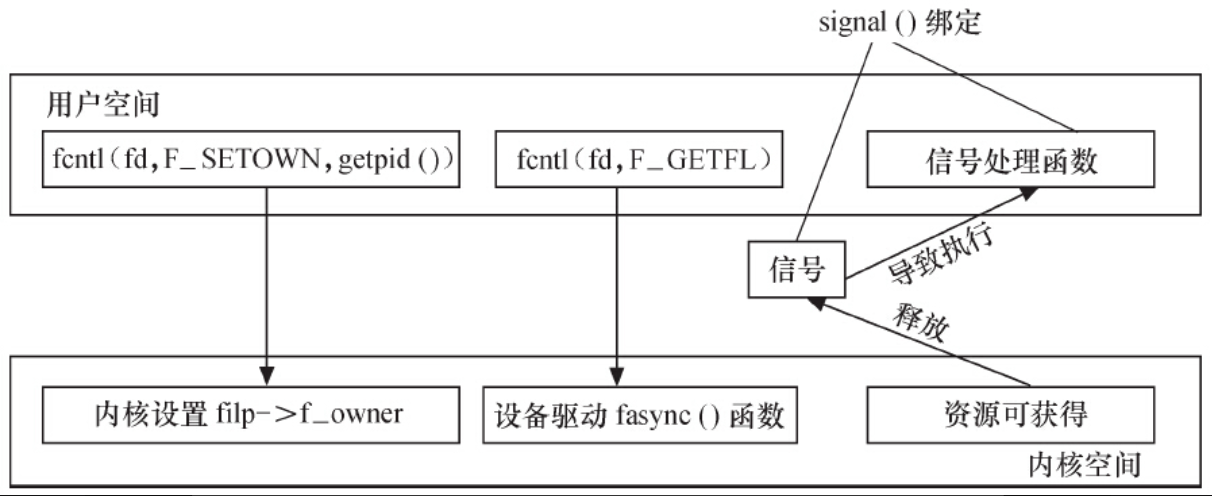 signal () 绑定
用户空间
fcntl(fd,F_SETOWN,getpid())
fcntl(fd,F_GETFL)
信号处理函数
信号
导致执行
释放
内核设置 filp->f_owner
设备驱动 fasync () 函数
资源可获得
内核空间